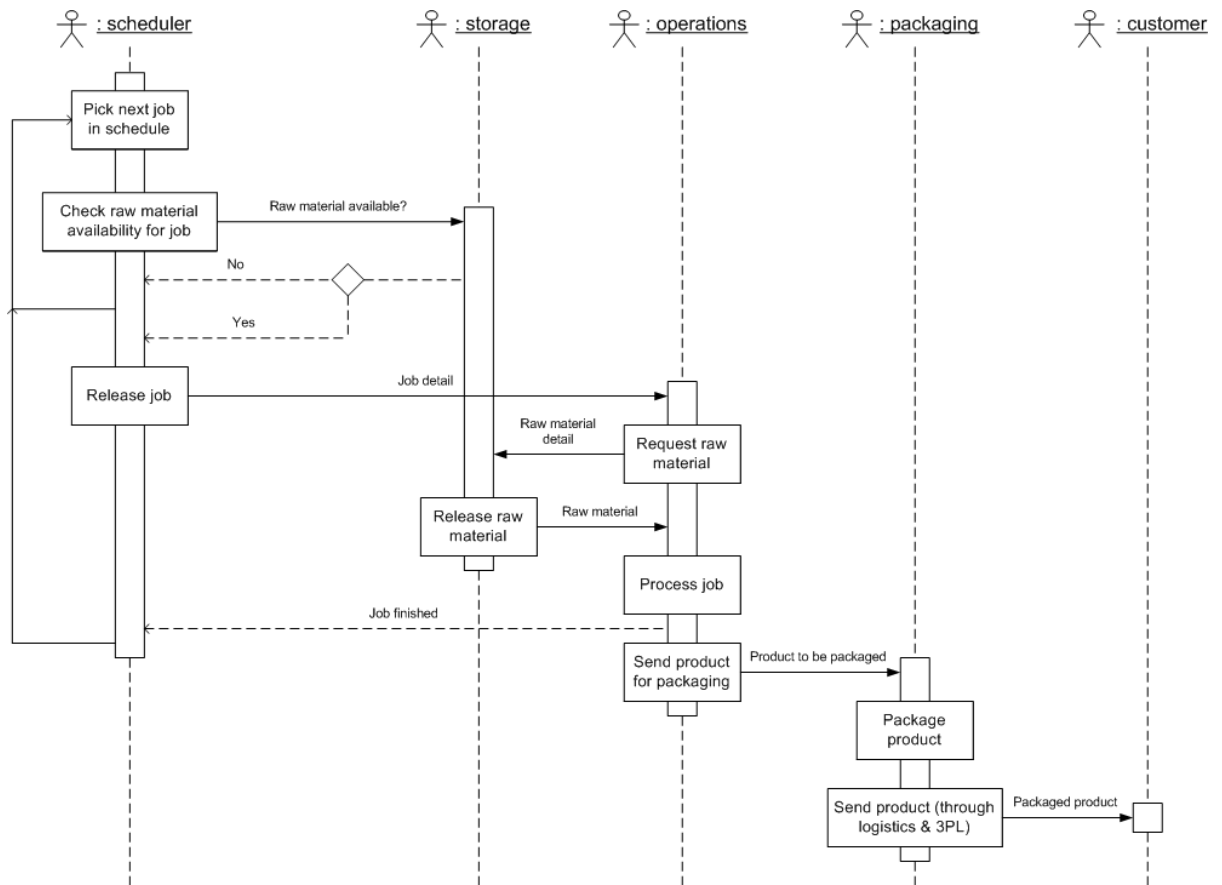 : scheduler
: storage
: operations
: packaging
: customer
Pick next job
in schedule
Check raw material
availability for job
Raw material available?
No
Yes
Release job
Job detail
Raw material
detail
Request raw
material
Release raw
material
Raw material
Process job
Job finished
Send product
for packaging
Product to be packaged
Package
product
Send product (through
logistics & 3PL)
Packaged product